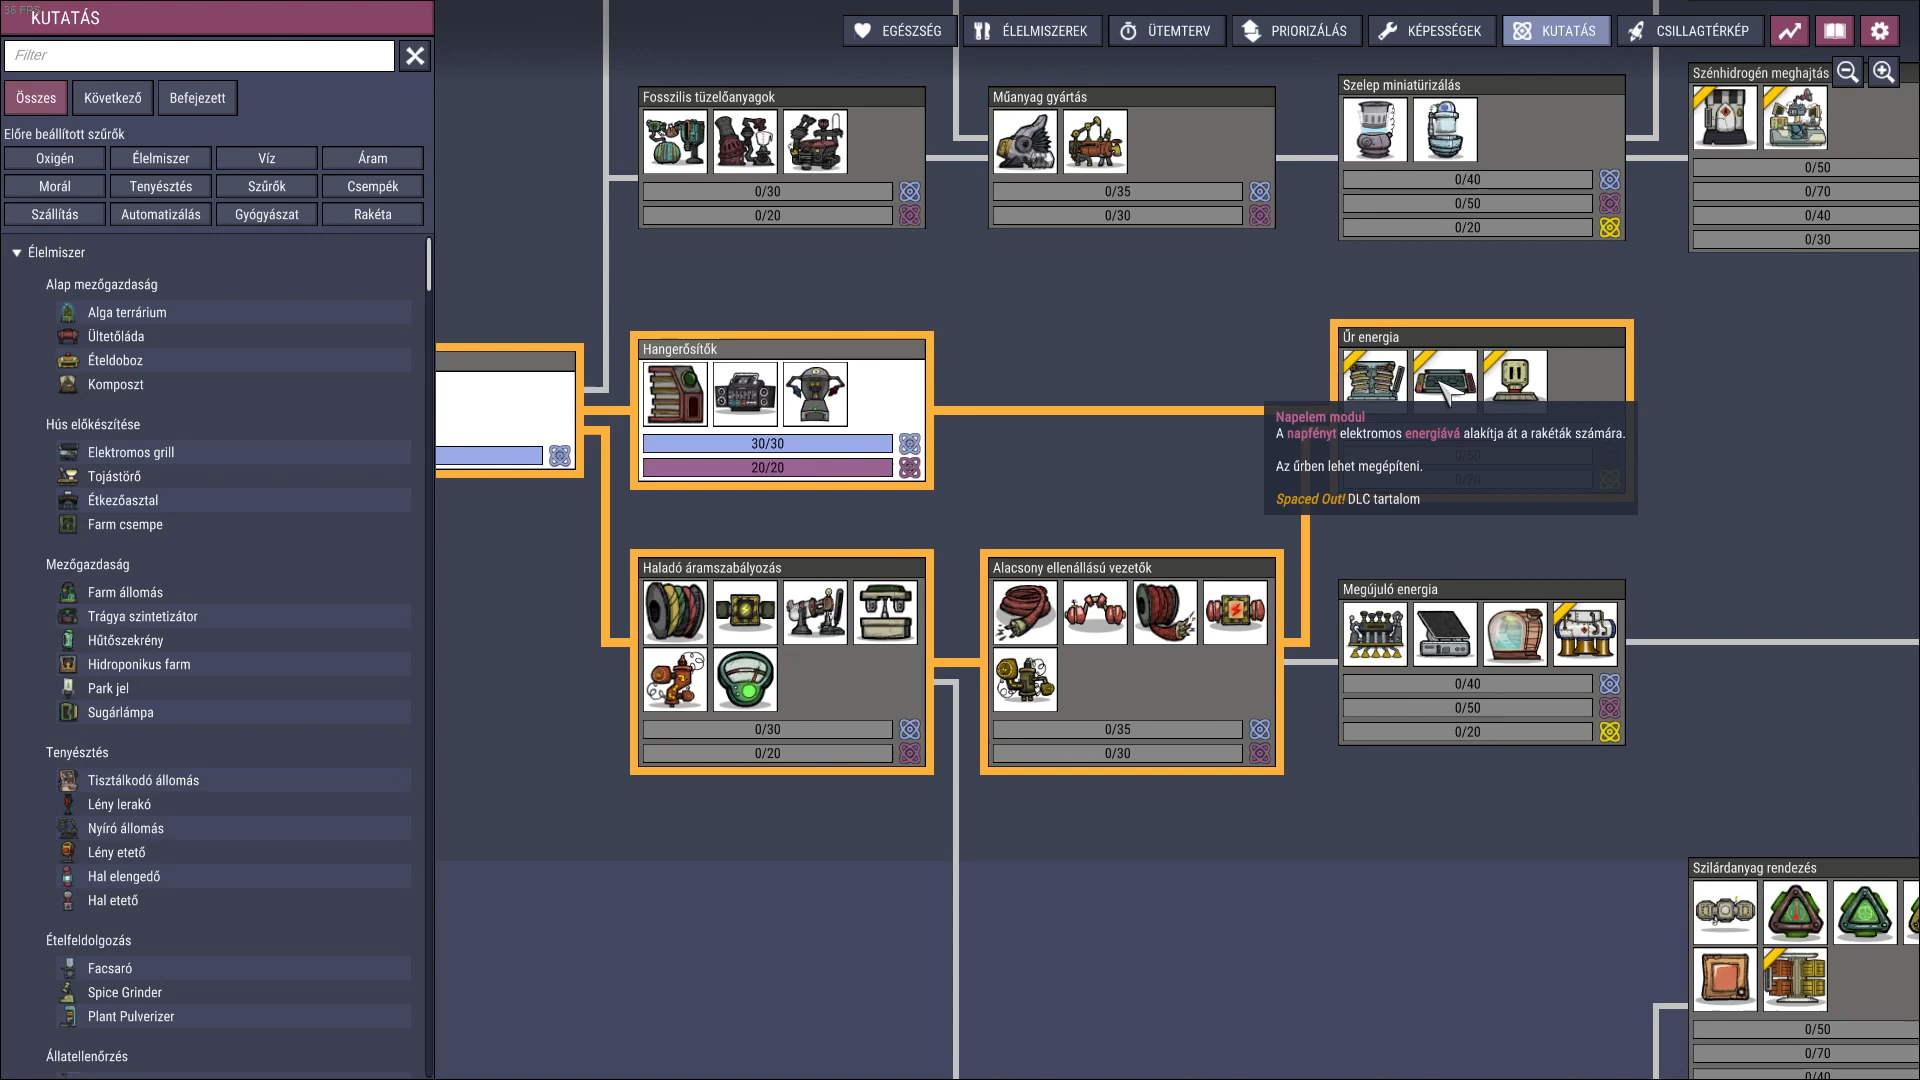 36 FPS
KUTATÁS
Filter
Összes
Következő
Befejezett
Előre beállított szűrők
Oxigén
Élelmiszer
Víz
Áram
Morál
Tenyésztés
Szűrők
Csempék
Szállítás
Automatizálás
Gyógyászat
Rakéta
Élelmiszer
Alap mezőgazdaság
Alga terrárium
Ültetőláda
Ételdoboz
Komposzt
Hús előkészítése
Elektromos grill
Tojástörő
Étkezőasztal
Farm csempe
Mezőgazdaság
Farm állomás
Trágya szintetizátor
Hűtőszekrény
Hidroponikus farm
Park jel
Sugárlámpa
Tenyésztés
Tisztálkodó állomás
Lény lerakó
Nyíró állomás
Lény etető
Hal elengedő
Hal etető
Ételfeldolgozás
Facsaró
Spice Grinder
Plant Pulverizer
Állatellenőrzés
EGÉSZSÉG
ÉLELMISZEREK
ÜTEMTERV
PRIORIZÁLÁS
KÉPESSÉGEK
KUTATÁS
CSILLAGTÉRKÉP
Fosszilis tüzelőanyagok
0/30
0/20
Műanyag gyártás
0/35
0/30
Szelep miniatürizálás
0/40
0/50
0/20
Szénhidrogén meghajtás
0/50
0/70
0/40
0/30
Hangerősítők
30/30
20/20
Űr energia
Napelem modul
A napfényt elektromos energiává alakítja át a rakéták számára.
0/50
Az űrben lehet megépíteni.
0/20
Spaced Out! DLC tartalom
Haladó áramszabályozás
0/30
0/20
Alacsony ellenállású vezetők
0/35
0/30
Megújuló energia
0/40
0/50
0/20
Szilárdanyag rendezés
0/50
0/70
0/40